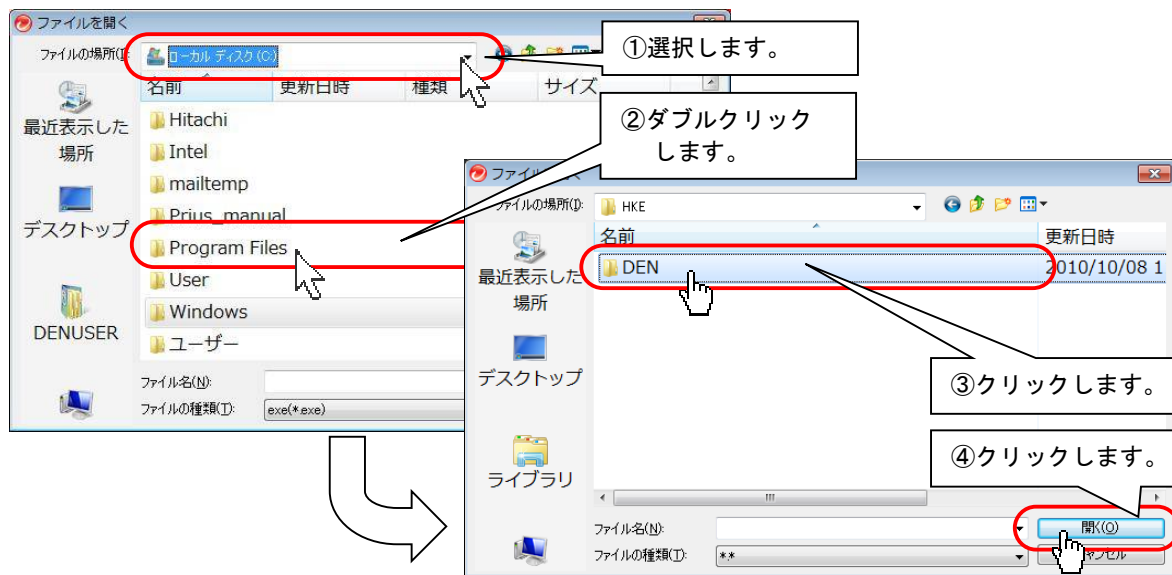 ファイルを開く
ファイルの場所(I):
ローカル ディスク (C:)
①選択します。
名前
更新日時
種類
サイズ
最近表示した
場所
デスクトップ
DENUSER
Hitachi
Intel
mailtemp
Prius_manual
Program Files
User
Windows
ユーザー
②ダブルクリック
します。
ファイル名(N):
ファイルの種類(T):
exe(*.exe)
ファイルの場所(I):
HKE
名前
更新日時
DEN
2010/10/08 1
最近表示した
場所
デスクトップ
ライブラリ
③クリックします。
④クリックします。
ファイル名(N):
開く(O)
ファイルの種類(T):
**
キャンセル